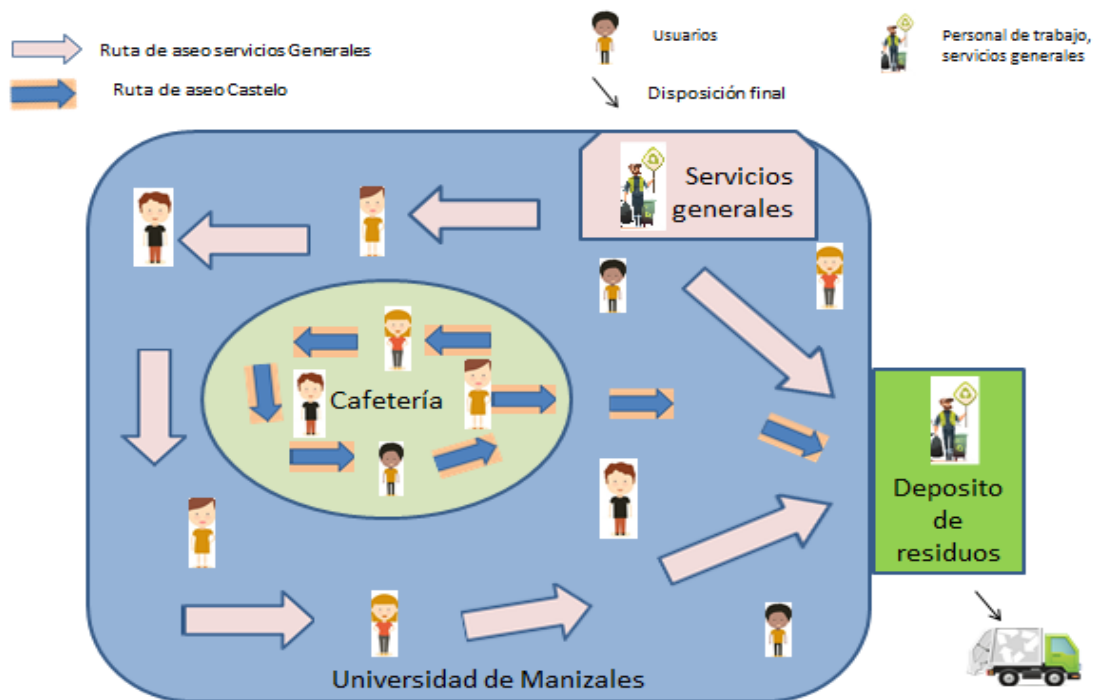 Ruta de aseo servicios Generales
Usuarios
Personal de trabajo,
servicios generales
Ruta de aseo Castelo
Disposición final
Servicios
generales
Cafetería
Deposito
de
residuos
Universidad de Manizales